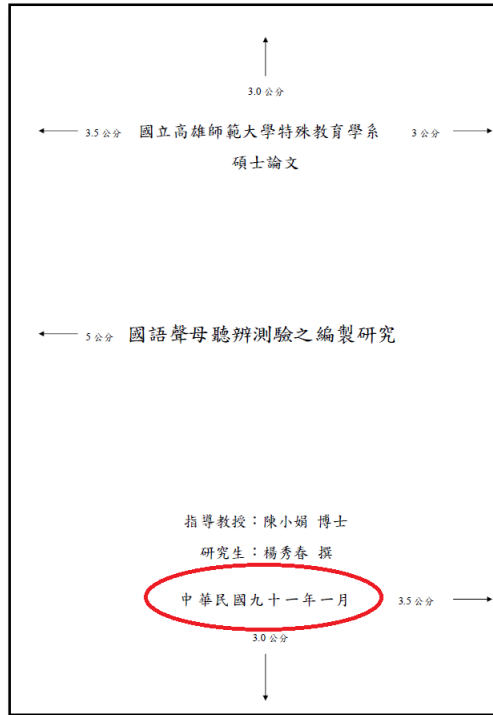 3.0 公分
3.5 公分 國立高雄師範大學特殊教育學系 3 公分
碩士論文
5 公分 國語聲母聽辨測驗之編製研究
指導教授：陳小娟 博士
研究生：楊秀春 撰
中華民國九十一年一月 3.5 公分
3.0 公分